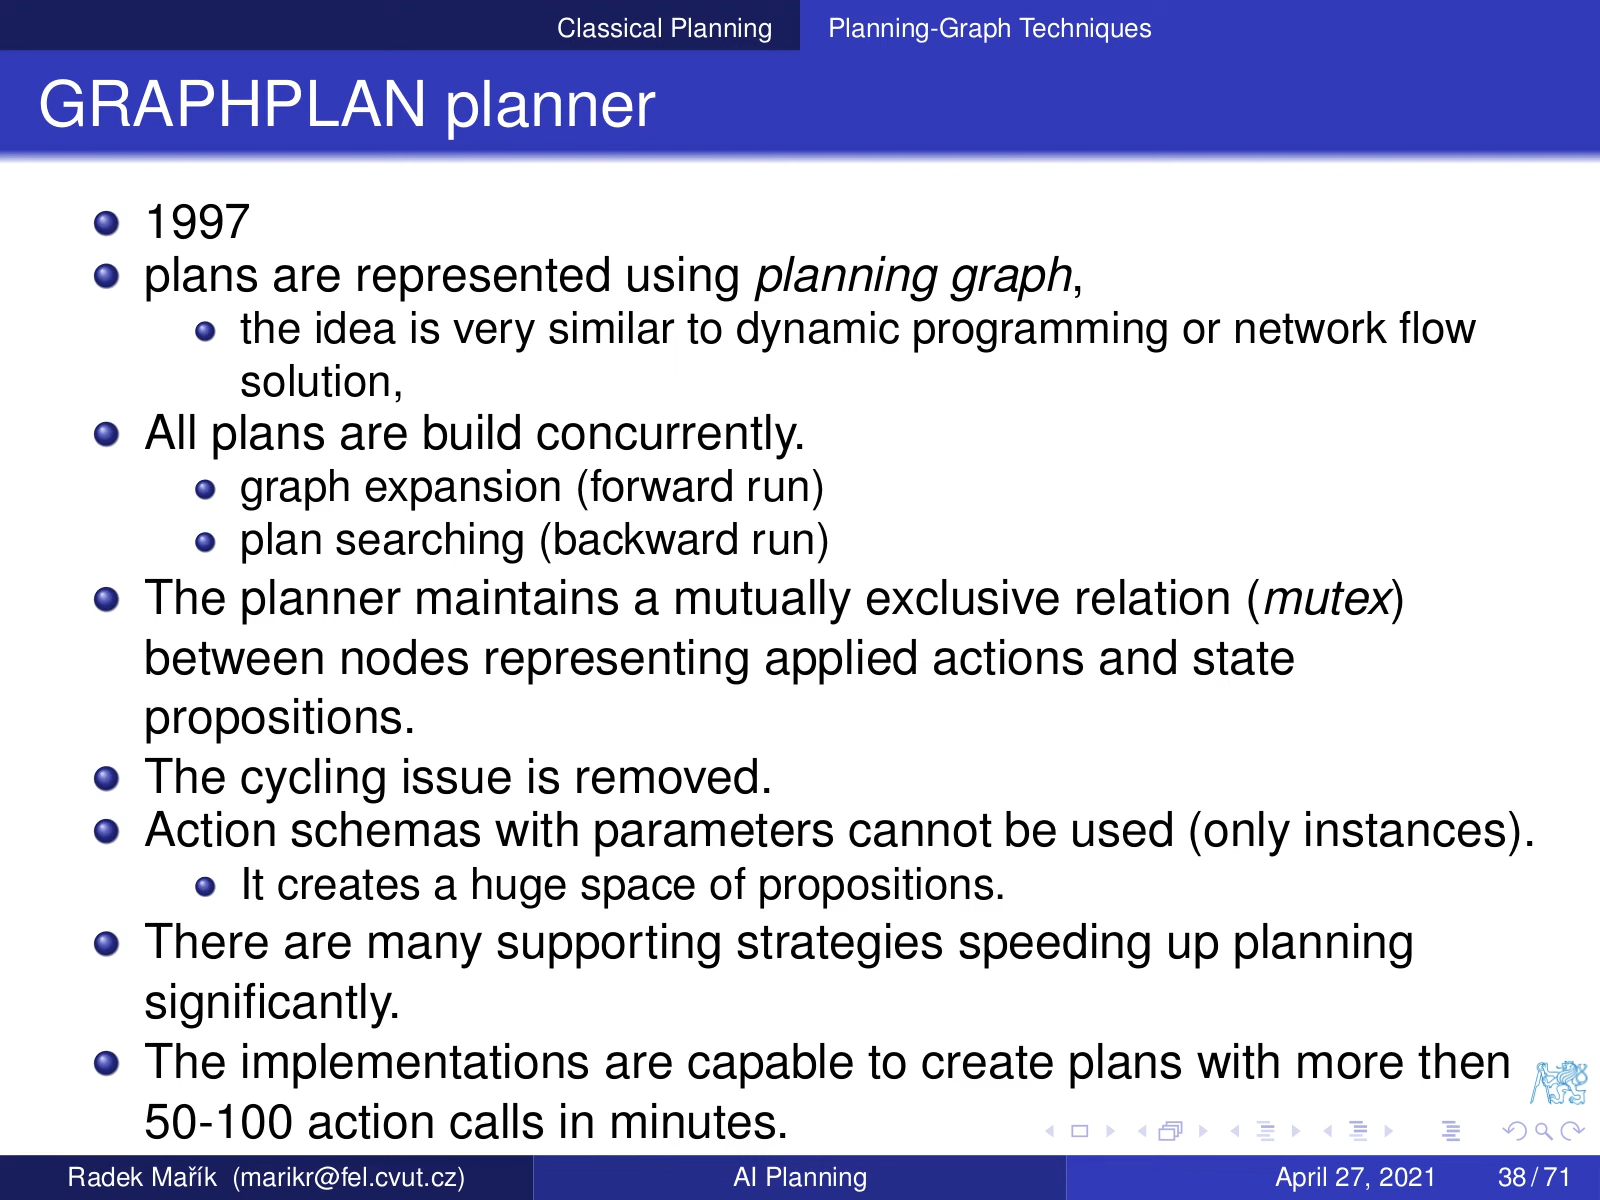 Classical Planning Planning-Graph Techniques
GRAPHPLAN planner
1997
plans are represented using planning graph,
the idea is very similar to dynamic programming or network flow
solution,
All plans are build concurrently.
graph expansion (forward run)
plan searching (backward run)
The planner maintains a mutually exclusive relation (mutex)
between nodes representing applied actions and state
propositions.
The cycling issue is removed.
Action schemas with parameters cannot be used (only instances).
It creates a huge space of propositions.
There are many supporting strategies speeding up planning
significantly.
The implementations are capable to create plans with more then
50-100 action calls in minutes.
Radek Mařík (marikr@fel.cvut.cz) AI Planning April 27, 2021 38 / 71